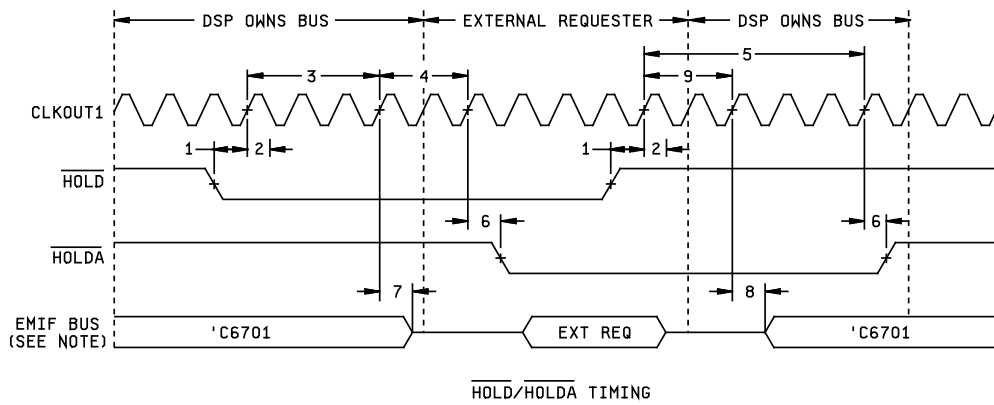 DSP OWNS BUS EXTERNAL REQUESTER DSP OWNS BUS
5
3 4 9
CLKOUT1
1 2 1 2
HOLD
6 6
HOLDA
7 8
EMIF BUS
(SEE NOTE)
'C6701 EXT REQ 'C6701
HOLD/HOLDA TIMING